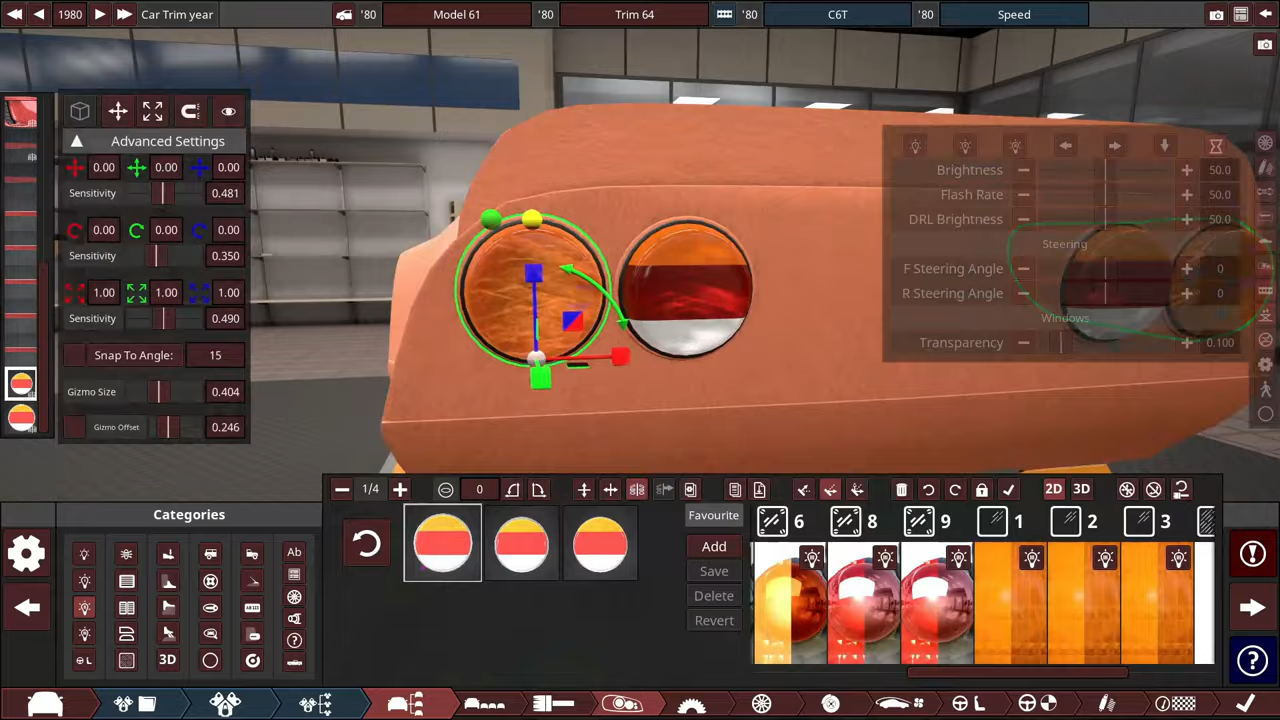 1980 Car Trim year '80 Model 61 '80 Trim 64 '80 C6T '80 Speed
Advanced Settings
0.00 0.00 0.00
Sensitivity 0.481
0.00 0.00 0.00
Sensitivity 0.350
1.00 1.00 1.00
Sensitivity 0.490
Snap To Angle: 15
Gizmo Size 0.404
Gizmo Offset 0.246
Brightness 50.0
Flash Rate 50.0
DRL Brightness 50.0
Steering
F Steering Angle 0
R Steering Angle 0
Windows
Transparency 0.100
Categories
Ab
L 3D
1/4 0 2D 3D
Favourite
Add
Save
Delete
Revert
6 8 9 1 2 3